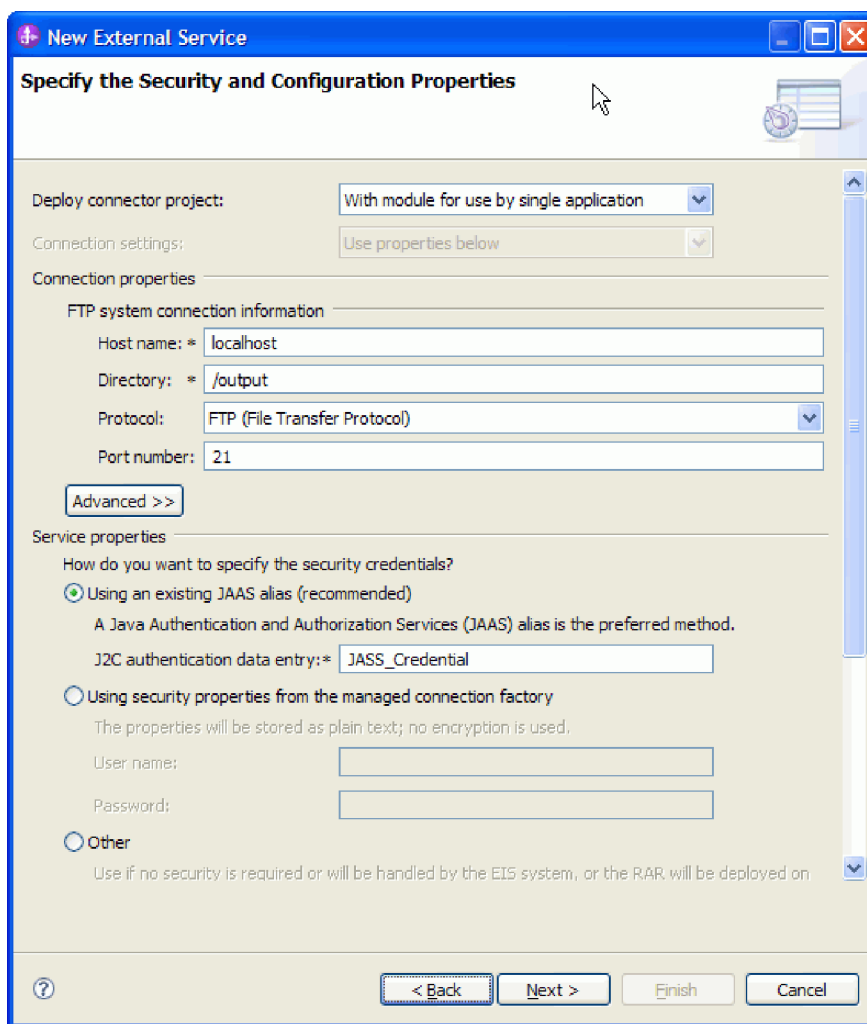 New External Service
Specify the Security and Configuration Properties
Deploy connector project: With module for use by single application
Connection settings: Use properties below
Connection properties
FTP system connection information
Host name: * localhost
Directory: * /output
Protocol: FTP (File Transfer Protocol)
Port number: 21
Advanced >>
Service properties
How do you want to specify the security credentials?
Using an existing JAAS alias (recommended)
A Java Authentication and Authorization Services (JAAS) alias is the preferred method.
J2C authentication data entry:* JASS_Credential
Using security properties from the managed connection factory
The properties will be stored as plain text; no encryption is used.
User name:
Password:
Other
Use if no security is required or will be handled by the EIS system, or the RAR will be deployed on
? < Back Next > Finish Cancel